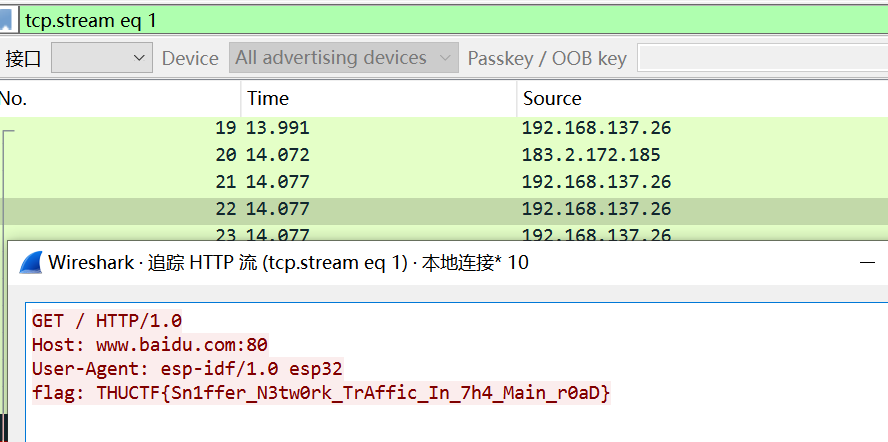 tcp.stream eq 1
接口 Device All advertising devices Passkey / OOB key
No. Time Source
19 13.991 192.168.137.26
20 14.072 183.2.172.185
21 14.077 192.168.137.26
22 14.077 192.168.137.26
23 14.077 192.168.137.26
Wireshark · 追踪 HTTP 流 (tcp.stream eq 1) · 本地连接* 10
GET / HTTP/1.0
Host: www.baidu.com:80
User-Agent: esp-idf/1.0 esp32
flag: THUCTF{Sn1ffer_N3tw0rk_TrAffic_In_7h4_Main_r0aD}